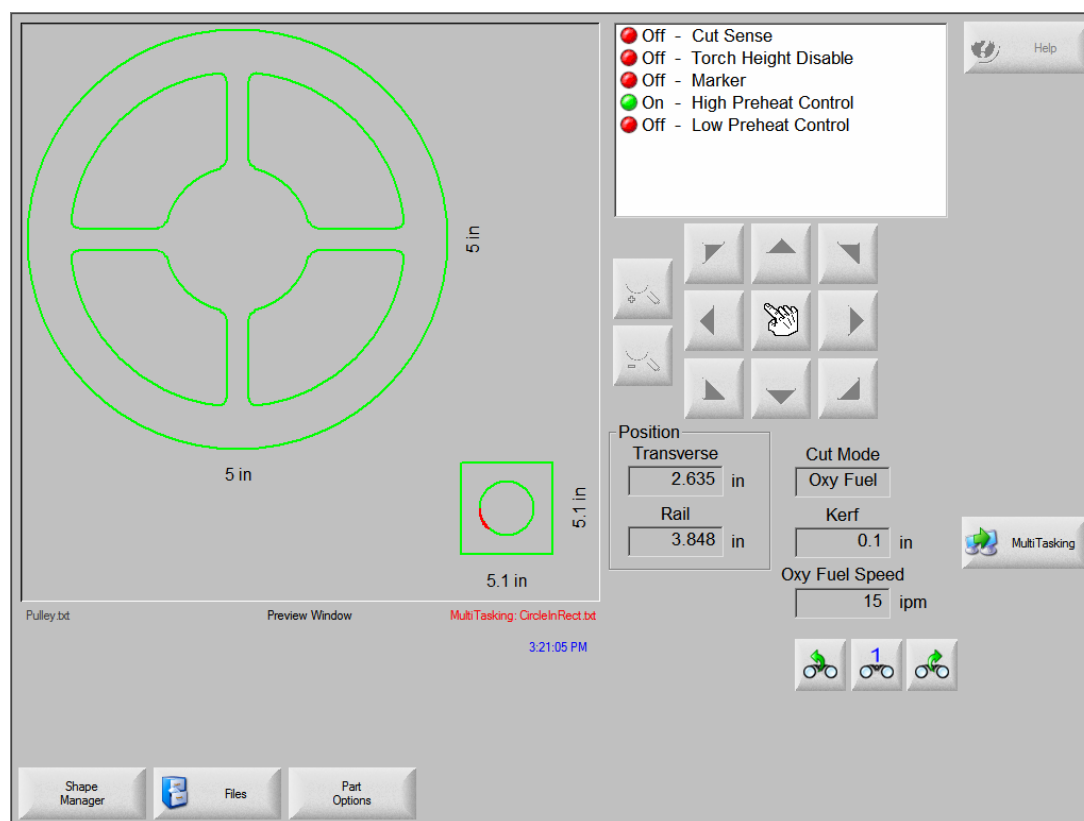 Off - Cut Sense
Off - Torch Height Disable
Off - Marker
On - High Preheat Control
Off - Low Preheat Control
Help
5 in
5 in
5.1 in
5.1 in
Position
Transverse
2.635 in
Rail
3.848 in
Cut Mode
Oxy Fuel
Kerf
0.1 in
Oxy Fuel Speed
15 ipm
MultiTasking
1
Pulley.txt
Preview Window
MultiTasking: CircleInRect.txt
3:21:05 PM
Shape
Manager
Files
Part
Options